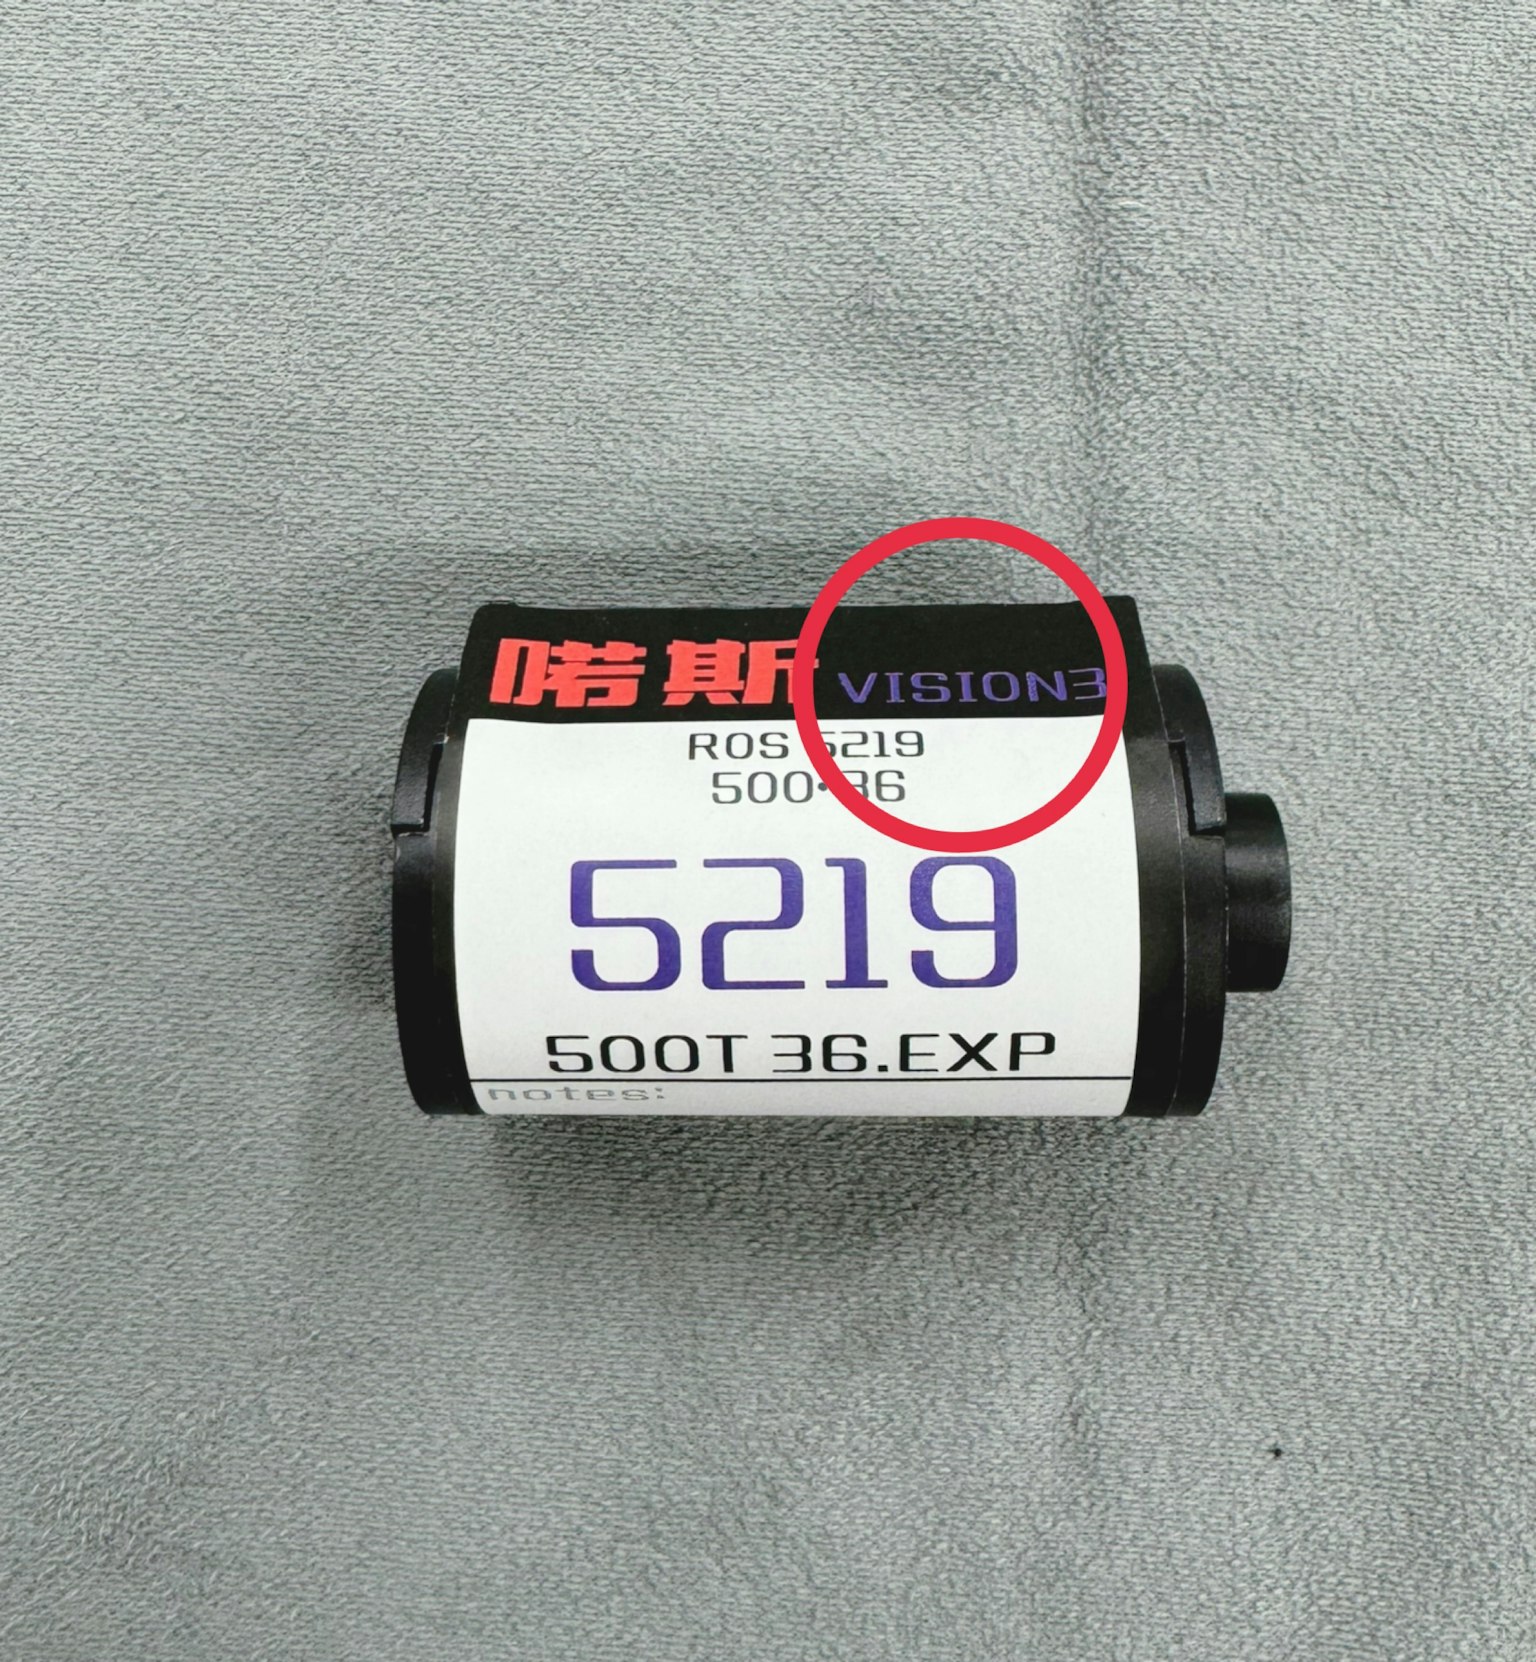 喏斯 VISION3
ROS 5219
500•36
5219
500T 36.EXP
notes: